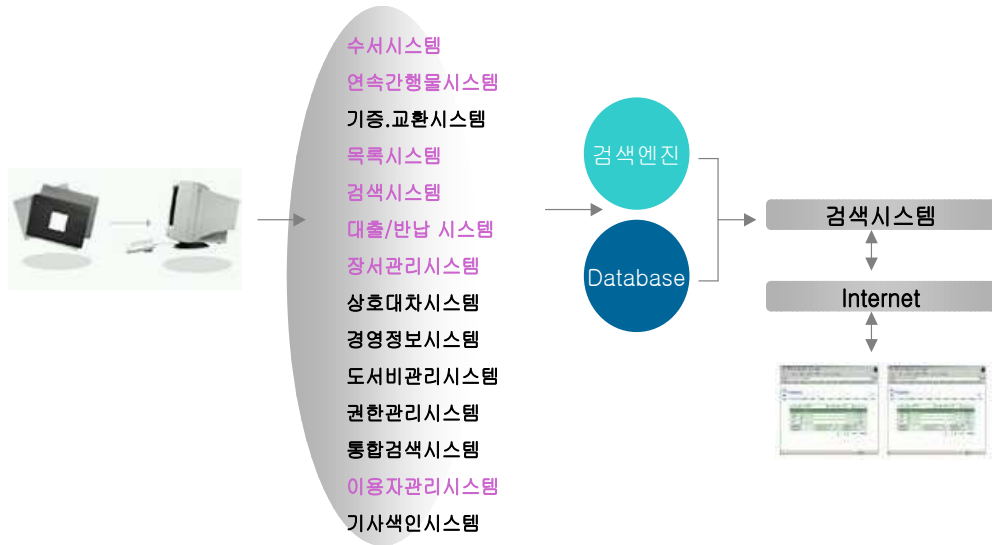 수서시스템
연속간행물시스템
기증.교환시스템
목록시스템
검색시스템
대출/반납 시스템
장서관리시스템
상호대차시스템
경영정보시스템
도서비관리시스템
권한관리시스템
통합검색시스템
이용자관리시스템
기사색인시스템
검색엔진
Database
검색시스템
Internet